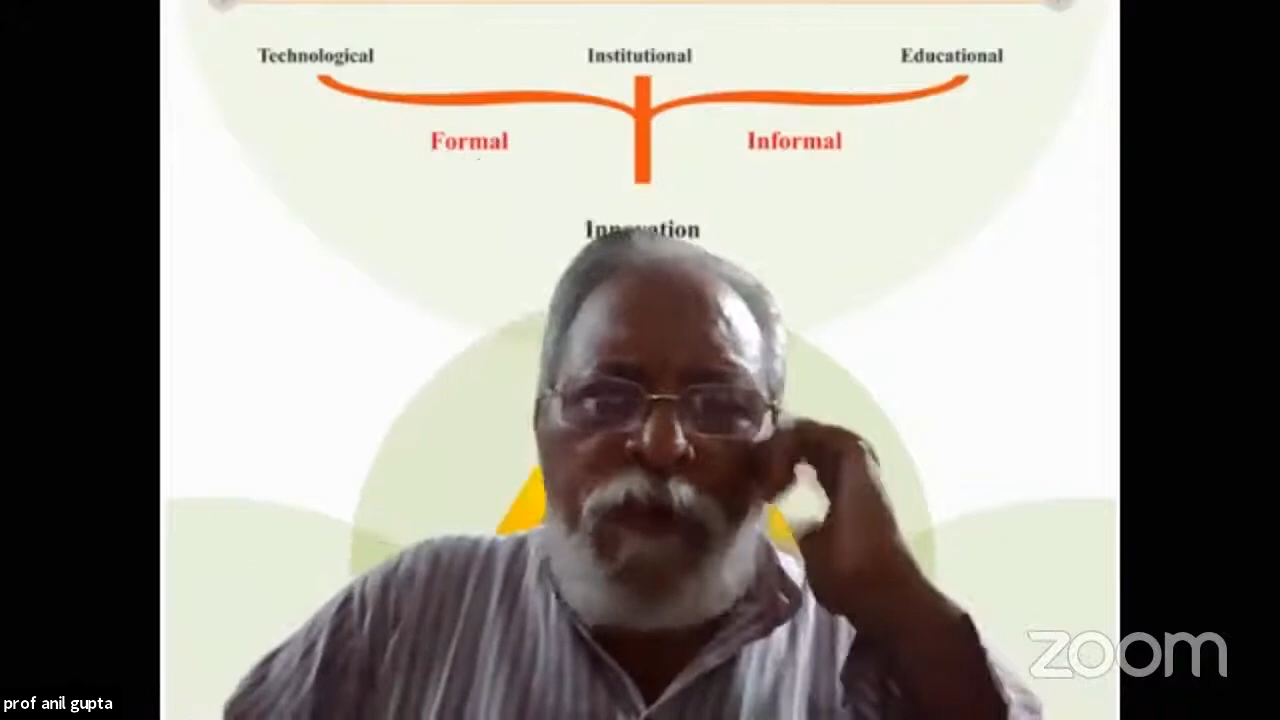 Technological Institutional Educational
Formal Informal
Innovation
zoom
prof anil gupta